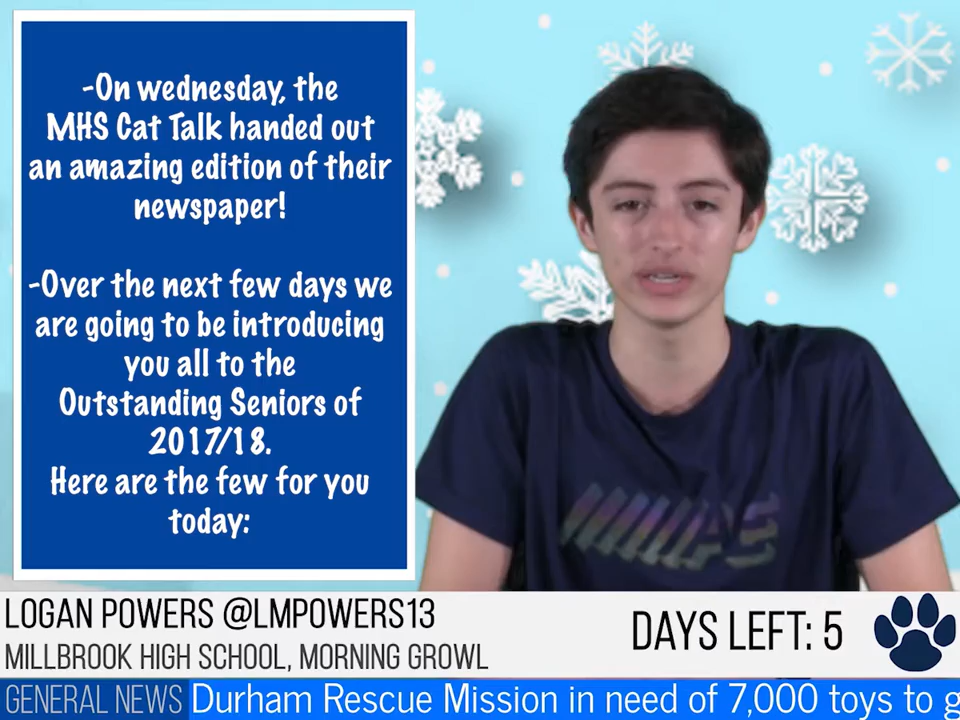 -On wednesday, the
MHS Cat Talk handed out
an amazing edition of their
newspaper!
-Over the next few days we
are going to be introducing
you all to the
Outstanding Seniors of
2017/18.
Here are the few for you
today:
LOGAN POWERS @LMPOWERS13
MILLBROOK HIGH SCHOOL, MORNING GROWL
DAYS LEFT: 5
GENERAL NEWS Durham Rescue Mission in need of 7,000 toys to g